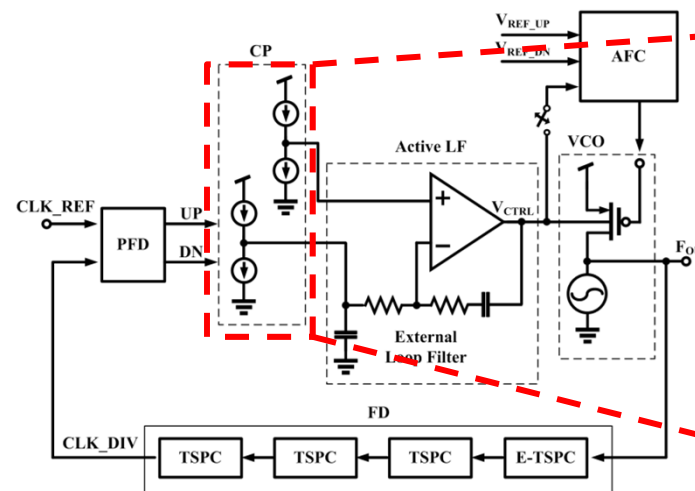 V_REF_UP
V_REF_DN
AFC
CP
Active LF
VCO
V_CTRL
CLK_REF
UP
PFD
DN
+
−
F_O
External
Loop Filter
FD
CLK_DIV
TSPC
TSPC
TSPC
E-TSPC